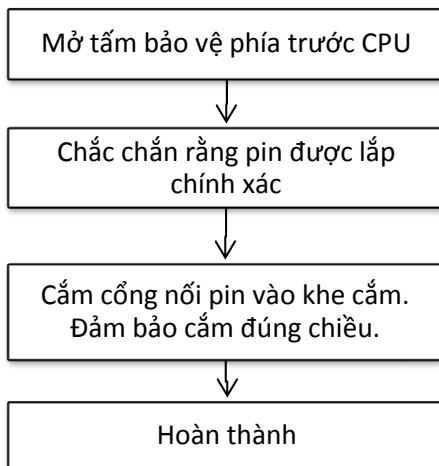 Mở tấm bảo vệ phía trước CPU
Chắc chắn rằng pin được lắp
chính xác
Cắm cổng nối pin vào khe cắm.
Đảm bảo cắm đúng chiều.
Hoàn thành